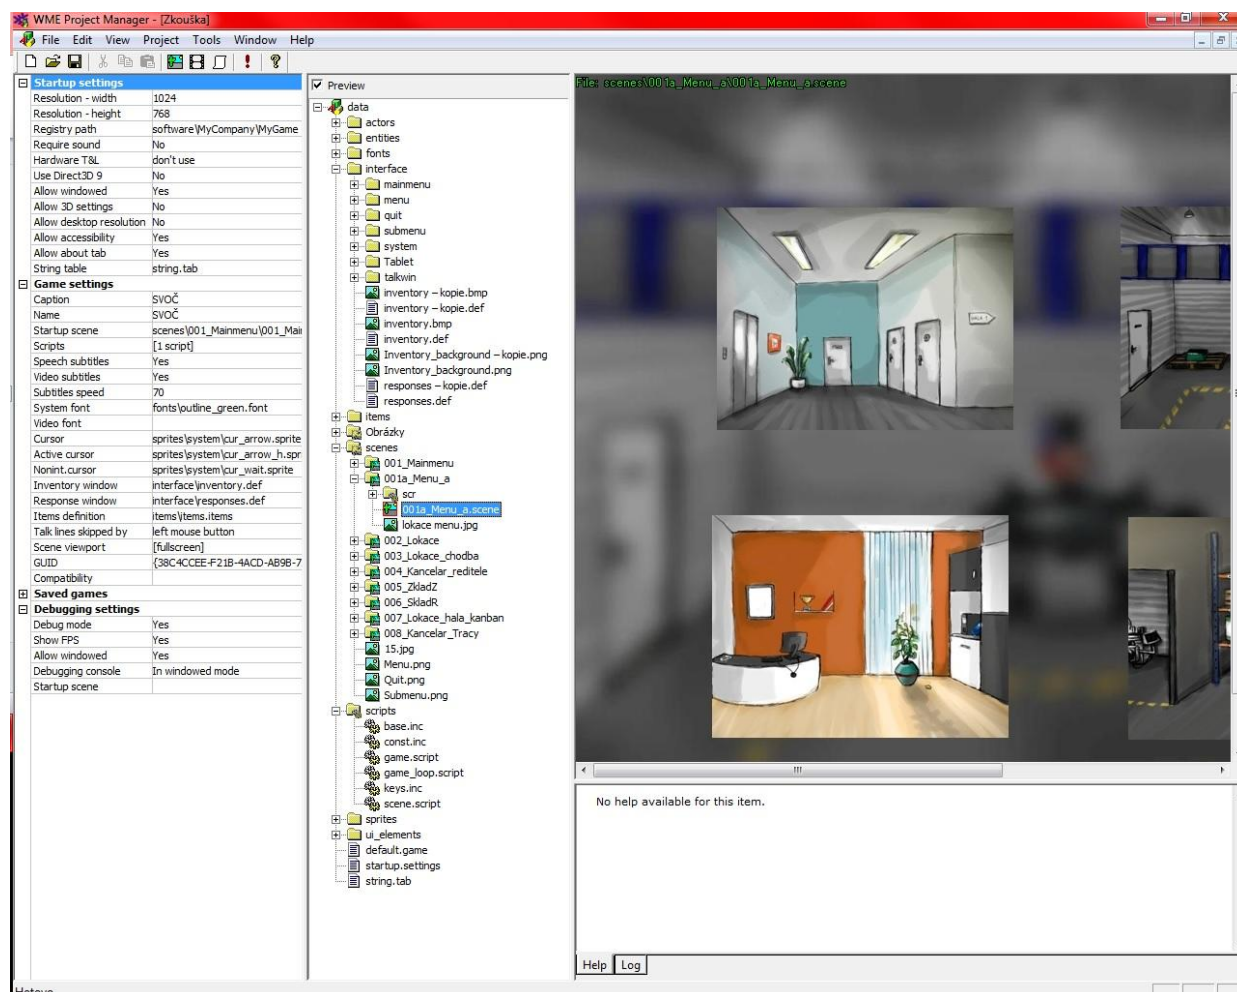 WME Project Manager - [Zkouška]
File Edit View Project Tools Window Help
Startup settings
Resolution - width 1024
Resolution - height 768
Registry path software\MyCompany\MyGame
Require sound No
Hardware T&L don't use
Use Direct3D 9 No
Allow windowed Yes
Allow 3D settings No
Allow desktop resolution No
Allow accessibility Yes
Allow about tab Yes
String table string.tab
Game settings
Caption SVOČ
Name SVOČ
Startup scene scenes\001_Mainmenu\001_Mai
Scripts [1 script]
Speech subtitles Yes
Video subtitles Yes
Subtitles speed 70
System font fonts\outline_green.font
Video font
Cursor sprites\system\cur_arrow.sprite
Active cursor sprites\system\cur_arrow_h.spr
Nonint.cursor sprites\system\cur_wait.sprite
Inventory window interface\inventory.def
Response window interface\responses.def
Items definition items\items.items
Talk lines skipped by left mouse button
Scene viewport [fullscreen]
GUID {38C4CCEE-F21B-4ACD-AB9B-7
Compatibility
Saved games
Debugging settings
Debug mode Yes
Show FPS Yes
Allow windowed Yes
Debugging console In windowed mode
Startup scene
Preview
data
actors
entities
fonts
interface
mainmenu
menu
quit
submenu
system
Tablet
talkwin
inventory – kopie.bmp
inventory – kopie.def
inventory.bmp
inventory.def
Inventory_background – kopie.png
Inventory_background.png
responses – kopie.def
responses.def
items
Obrázky
scenes
001_Mainmenu
001a_Menu_a
scr
001a_Menu_a.scene
lokace menu.jpg
002_Lokace
003_Lokace_chodba
004_Kancelar_reditele
005_ZkladZ
006_SkladR
007_Lokace_hala_kanban
008_Kancelar_Tracy
15.jpg
Menu.png
Quit.png
Submenu.png
scripts
base.inc
const.inc
game.script
game_loop.script
keys.inc
scene.script
sprites
ui_elements
default.game
startup.settings
string.tab
File: scenes\001a_Menu_a\001a_Menu_a.scene
No help available for this item.
Help Log
Hotovo